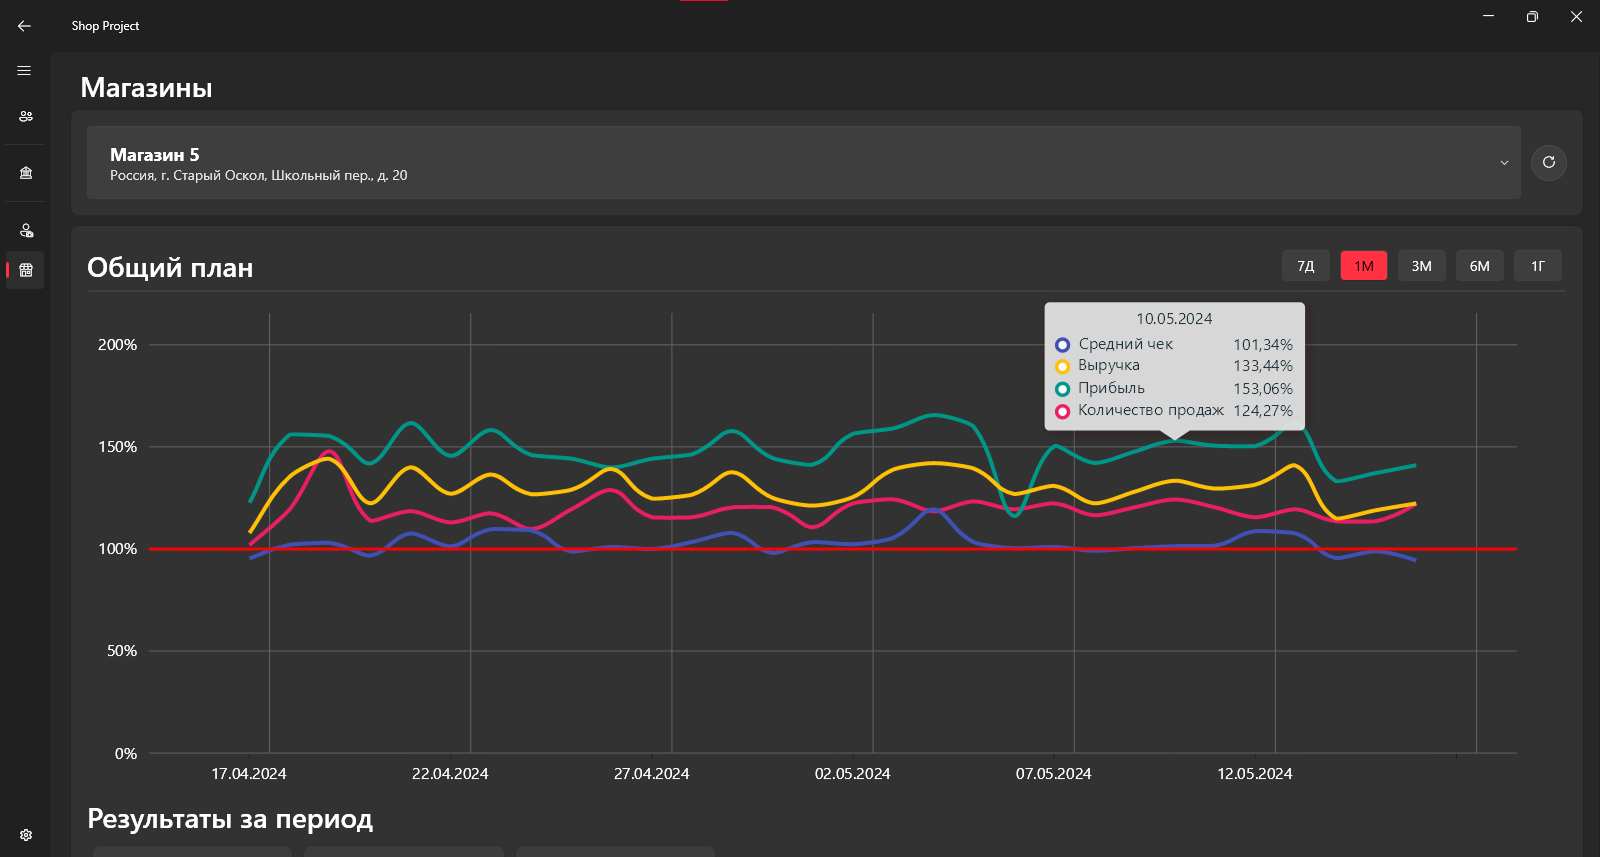 Shop Project
Магазины
Магазин 5
Россия, г. Старый Оскол, Школьный пер., д. 20
Общий план
7Д 1М 3М 6М 1Г
10.05.2024
Средний чек 101,34%
Выручка 133,44%
Прибыль 153,06%
Количество продаж 124,27%
200%
150%
100%
50%
0%
17.04.2024 22.04.2024 27.04.2024 02.05.2024 07.05.2024 12.05.2024
Результаты за период